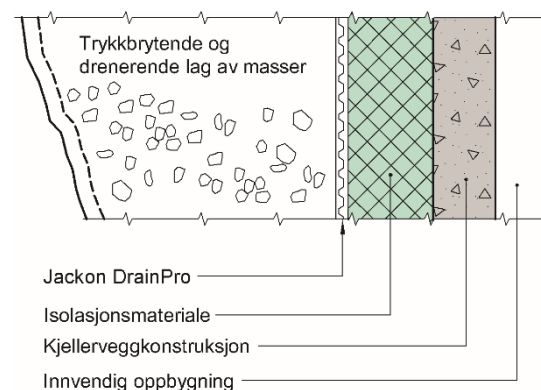 Trykkbrytende og
drenerende lag av masser
Jackon DrainPro
Isolasjonsmateriale
Kjellerveggkonstruksjon
Innvendig oppbygning